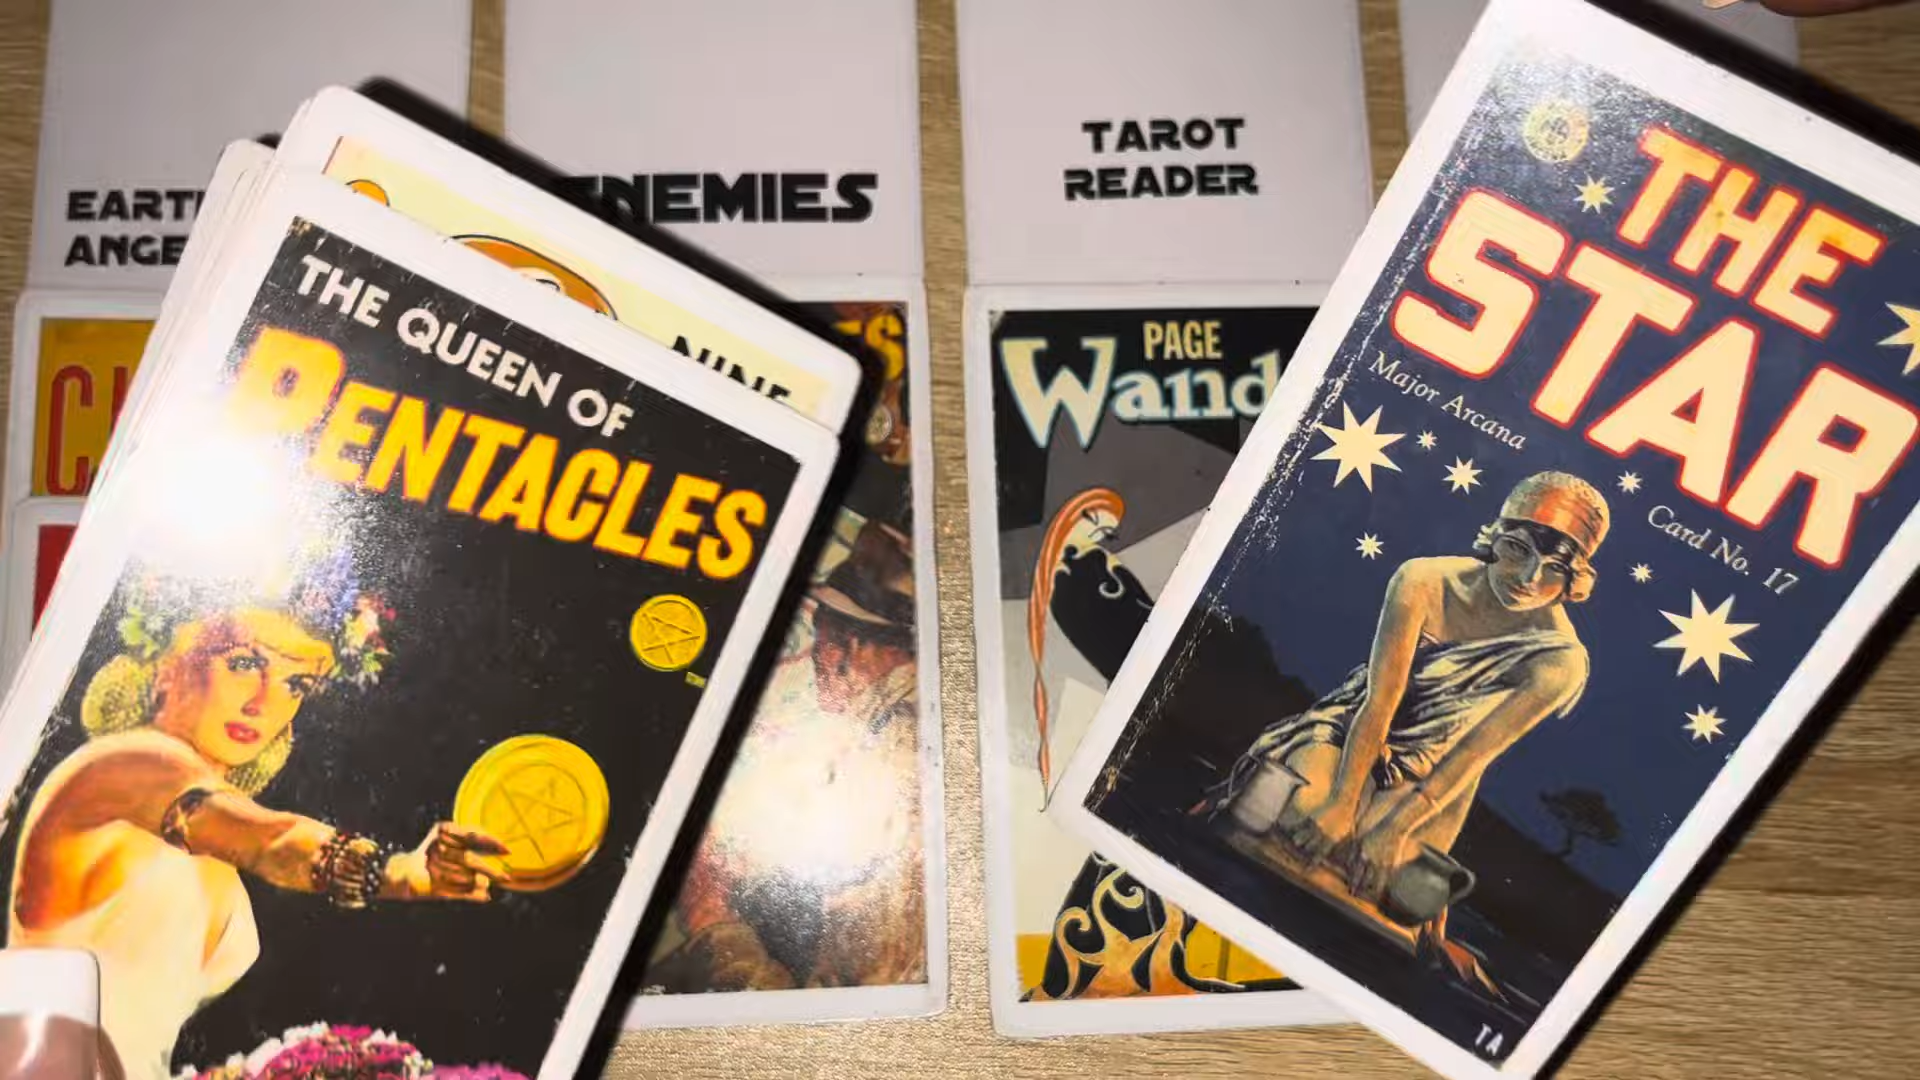 EARTH
ANGE
ENEMIES
TAROT
READER
THE QUEEN OF
PENTACLES
NINE
PAGE
Wand
THE
STAR
Major Arcana
Card No. 17
TA